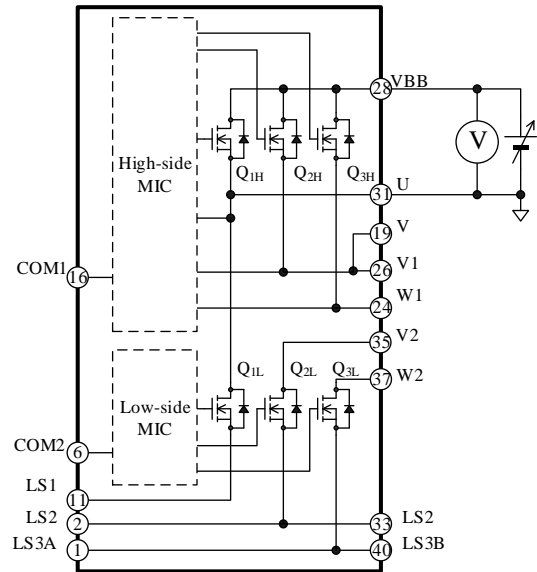 28 VBB
V
High-side
MIC
Q1H
Q2H
Q3H
31 U
19 V
COM1 16
26 V1
24 W1
35 V2
Q1L
Q2L
Q3L
37 W2
Low-side
MIC
COM2 6
LS1 11
LS2 2
33 LS2
LS3A 1
40 LS3B